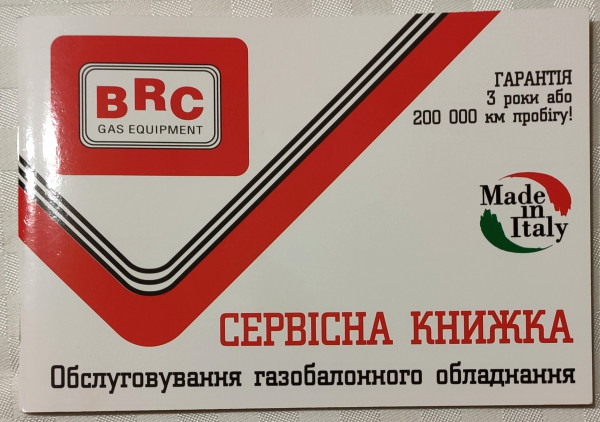 BRC
GAS EQUIPMENT
ГАРАНТІЯ
3 роки або
200 000 км пробігу!
Made
in
Italy
СЕРВІСНА КНИЖКА
Обслуговування газобалонного обладнання